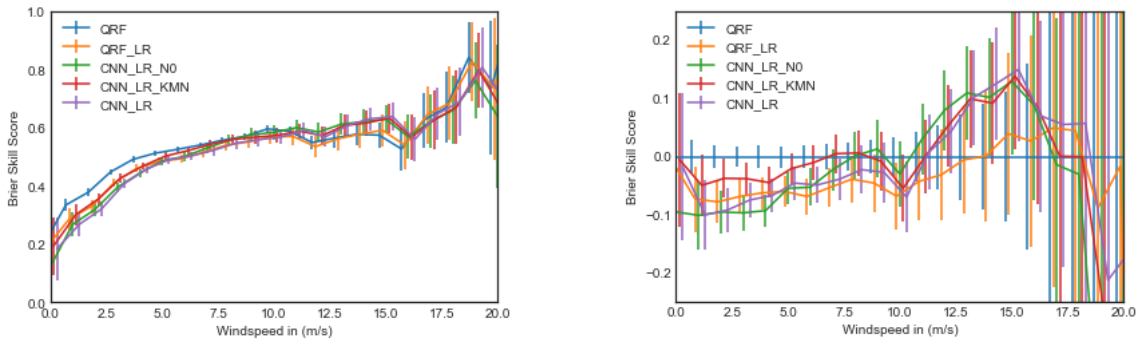 1.0
0.8
0.6
0.4
0.2
0.0
Brier Skill Score
QRF
QRF_LR
CNN_LR_N0
CNN_LR_KMN
CNN_LR
0.0 2.5 5.0 7.5 10.0 12.5 15.0 17.5 20.0
Windspeed in (m/s)
0.2
0.1
0.0
−0.1
−0.2
Brier Skill Score
QRF
QRF_LR
CNN_LR_N0
CNN_LR_KMN
CNN_LR
0.0 2.5 5.0 7.5 10.0 12.5 15.0 17.5 20.0
Windspeed in (m/s)